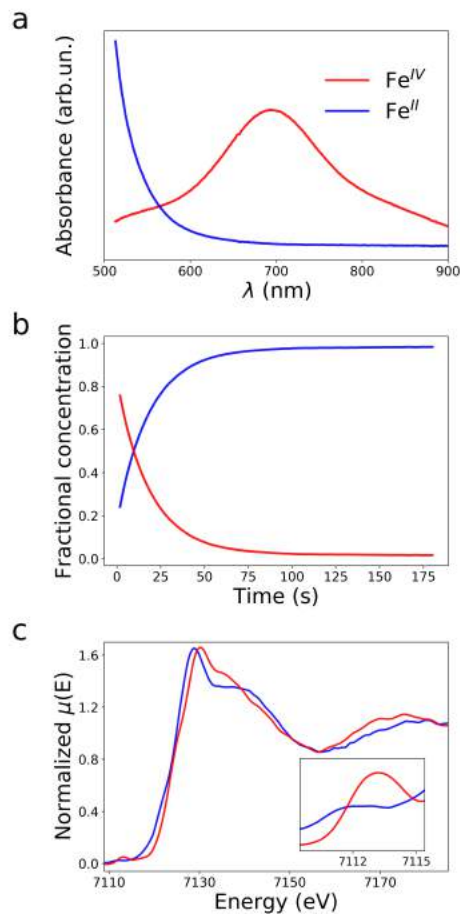 a
Absorbance (arb.un.)
Fe^IV
Fe^II
500 600 700 800 900
λ (nm)
b
Fractional concentration
1.0
0.8
0.6
0.4
0.2
0.0
0 25 50 75 100 125 150 175
Time (s)
c
Normalized μ(E)
1.6
1.2
0.8
0.4
0.0
7112 7115
7110 7130 7150 7170
Energy (eV)